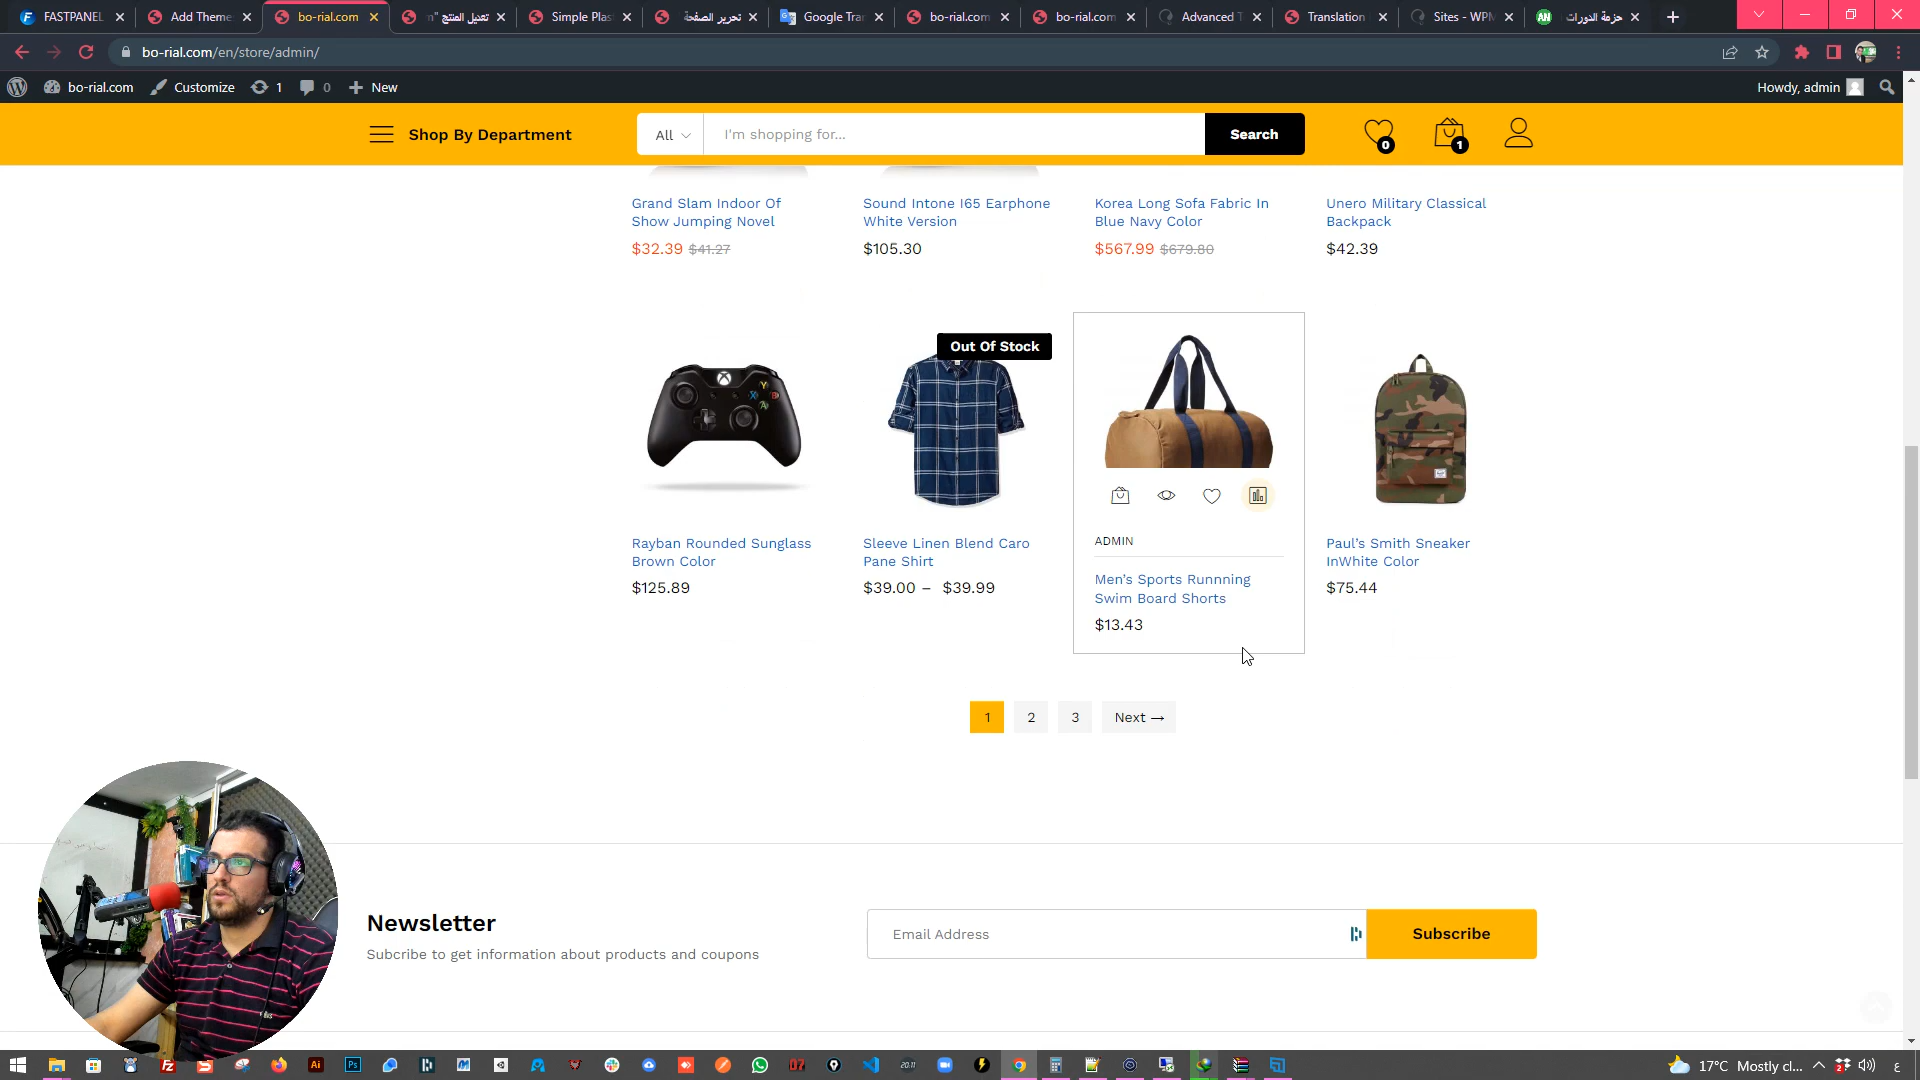 FASTPANEL
Add Theme
bo-rial.com
تعديل المنتج "n
Simple Plas
تحرير الصفحة
Google Tra
bo-rial.com
bo-rial.com
Advanced T
Translation
Sites - WPM
حزمة الدورات
bo-rial.com/en/store/admin/
bo-rial.com
Customize
1
0
New
Howdy, admin
Shop By Department
All
I'm shopping for...
Search
0
1
Grand Slam Indoor Of
Show Jumping Novel
$32.39 $41.27
Sound Intone I65 Earphone
White Version
$105.30
Korea Long Sofa Fabric In
Blue Navy Color
$567.99 $679.80
Unero Military Classical
Backpack
$42.39
Out Of Stock
Rayban Rounded Sunglass
Brown Color
$125.89
Sleeve Linen Blend Caro
Pane Shirt
$39.00 – $39.99
ADMIN
Men's Sports Runnning
Swim Board Shorts
$13.43
Paul's Smith Sneaker
InWhite Color
$75.44
1
2
3
Next →
Newsletter
Subcribe to get information about products and coupons
Email Address
Subscribe
17°C Mostly cl...